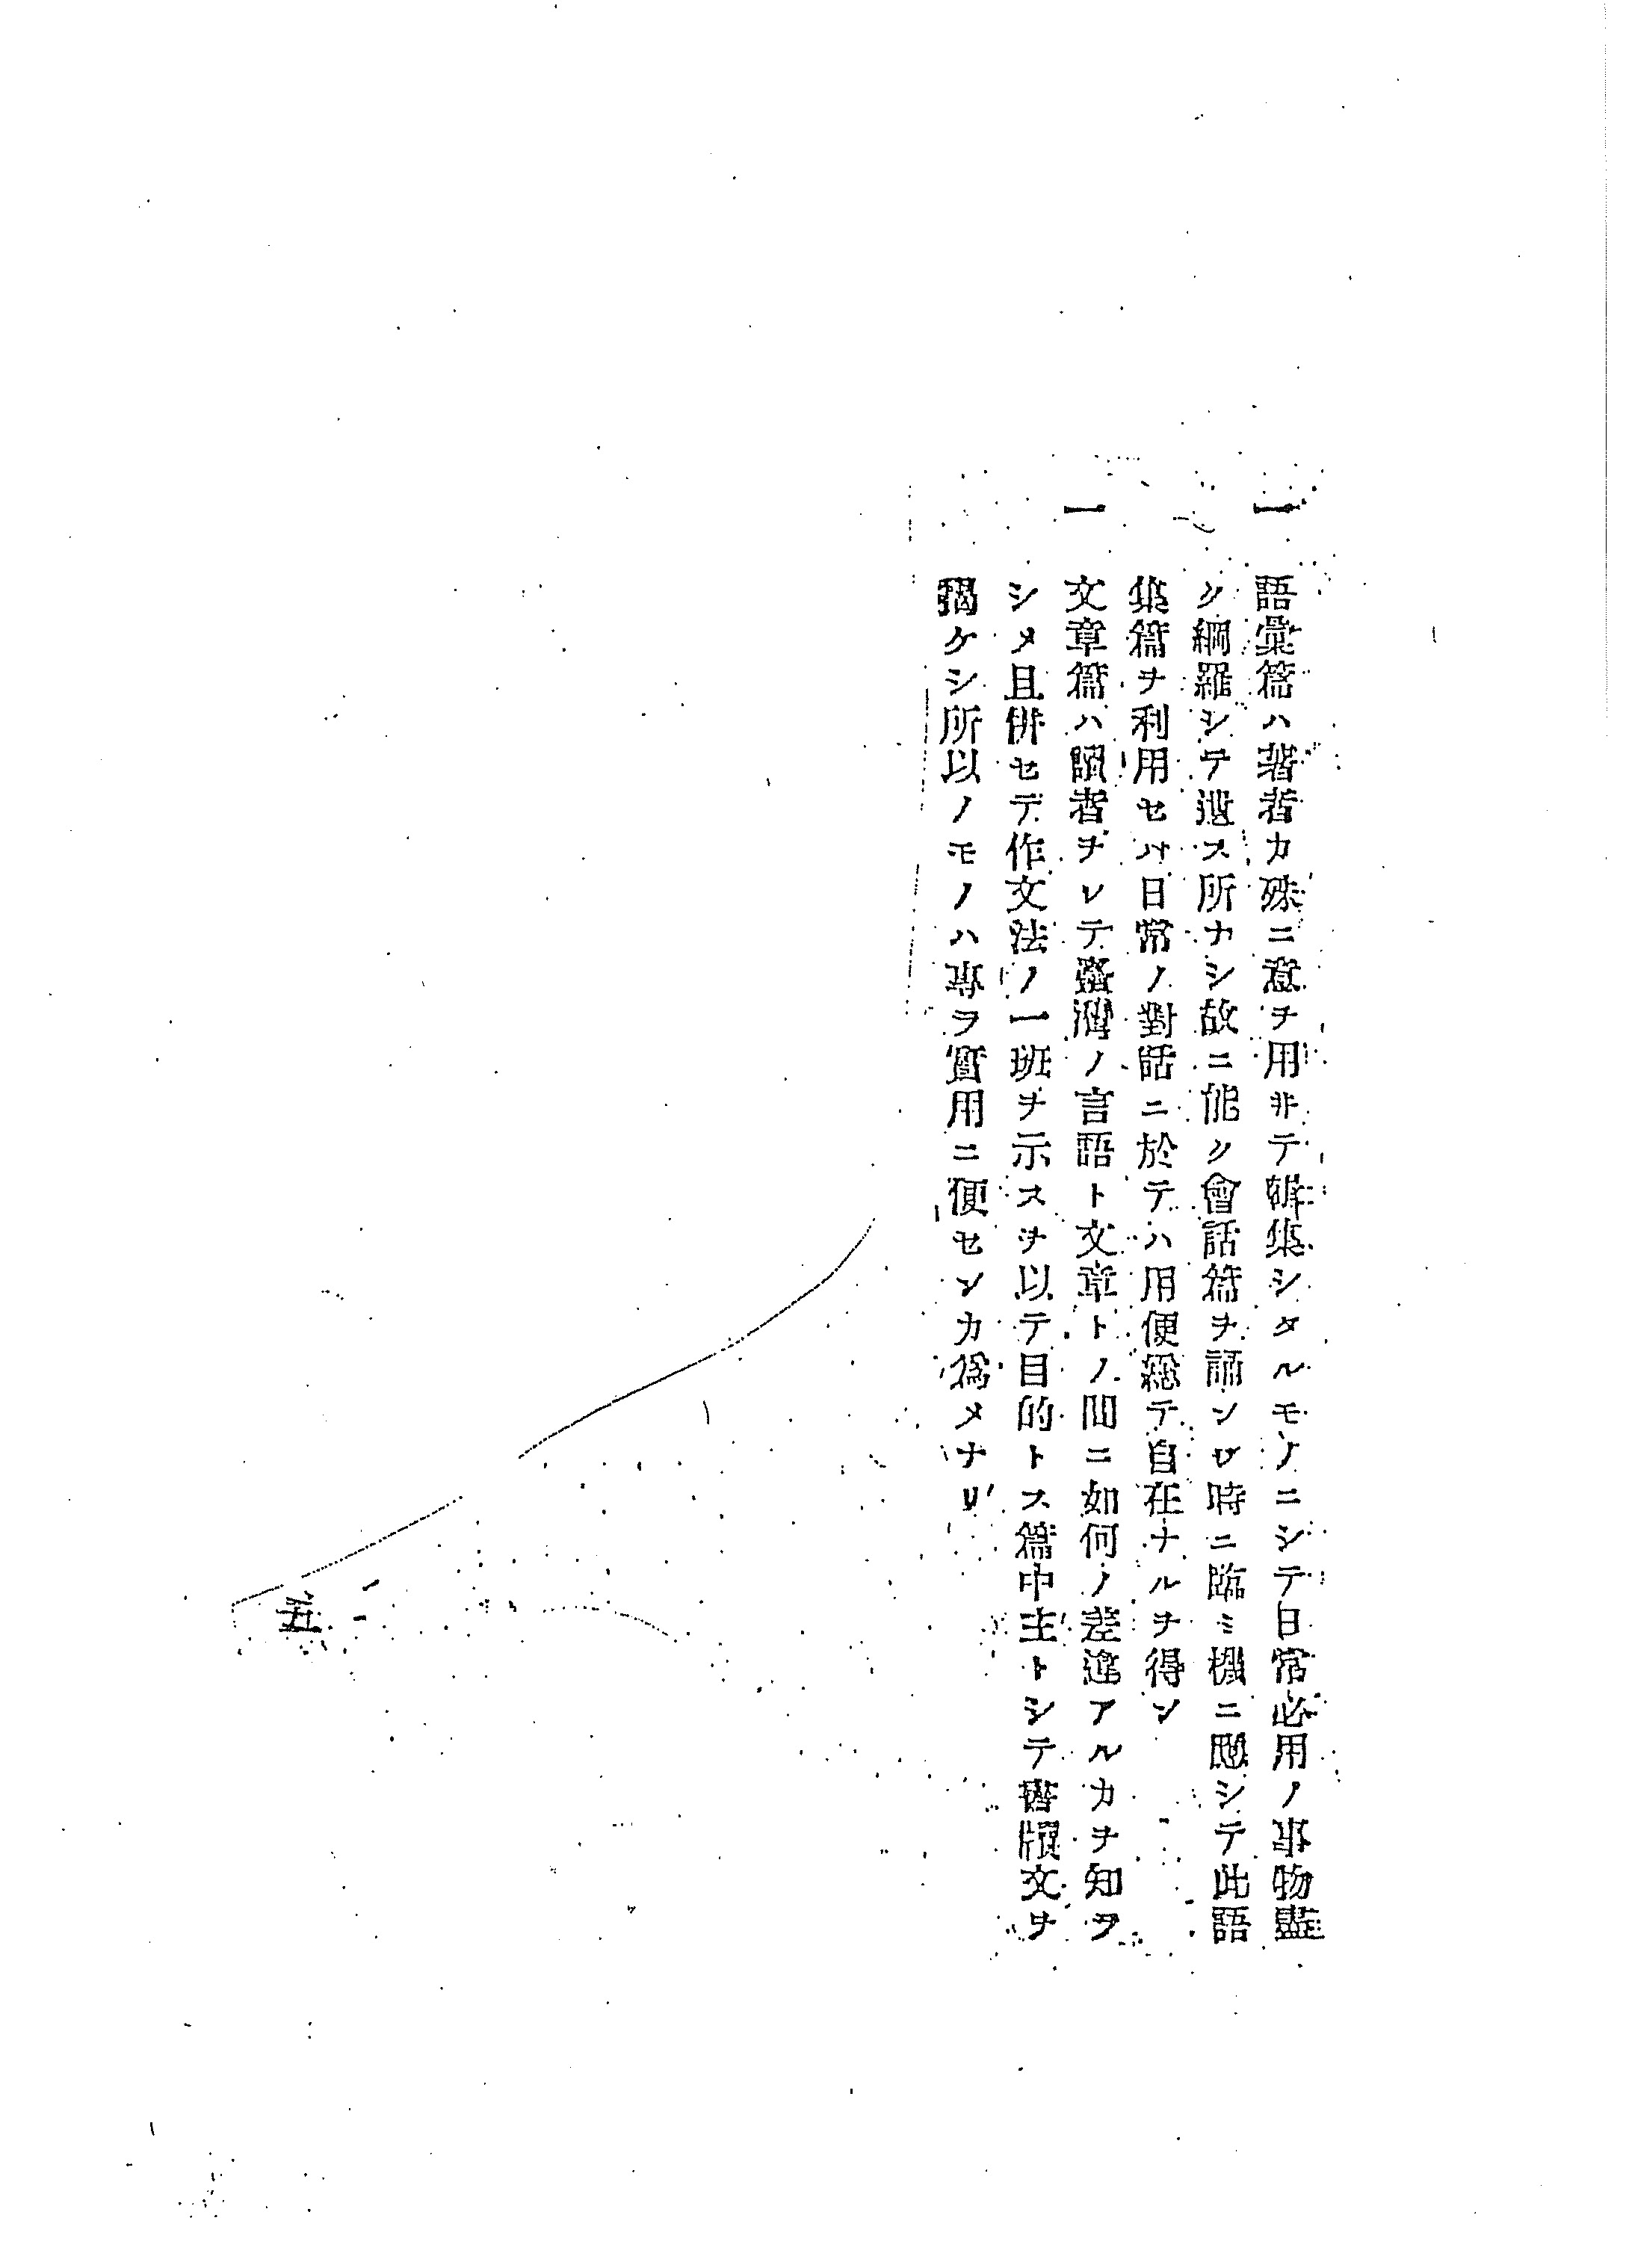 一 語彙篇ハ著者カ殊ニ意ヲ用井テ輯集シタルモノニシテ日常必用ノ事物盡
ク綱羅シテ遺ス所ナシ故ニ能ク會話篇ヲ誦ンゼ時ニ臨ミ機ニ應シテ此語
集篇ヲ利用セハ日常ノ對話ニ於テハ用便總テ自在ナルヲ得ン
一 文章篇ハ讀者ヲシテ臺灣ノ言語ト文章トノ間ニ如何ノ差違アルカヲ知ラ
シメ且併セテ作文法ノ一班ヲ示スヲ以テ目的トス篇中主トシテ書牘文ヲ
揭ケシ所以ノモノハ專ラ實用ニ便センカ爲メナリ
五